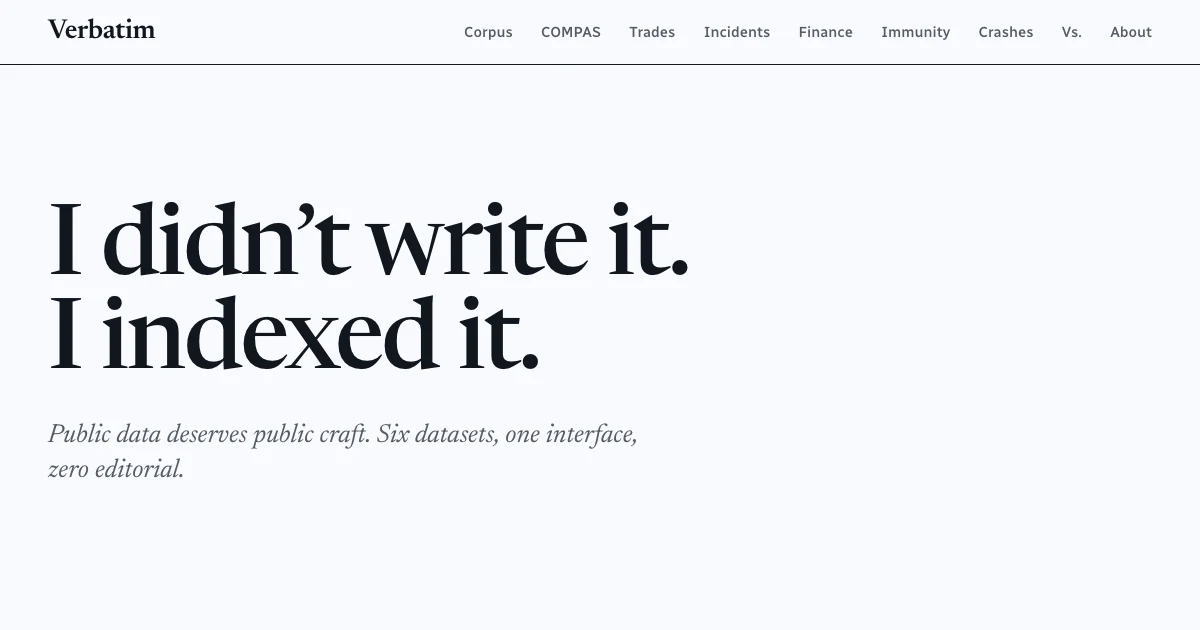 Verbatim
Corpus COMPAS Trades Incidents Finance Immunity Crashes Vs. About
I didn’t write it.
I indexed it.
Public data deserves public craft. Six datasets, one interface,
zero editorial.